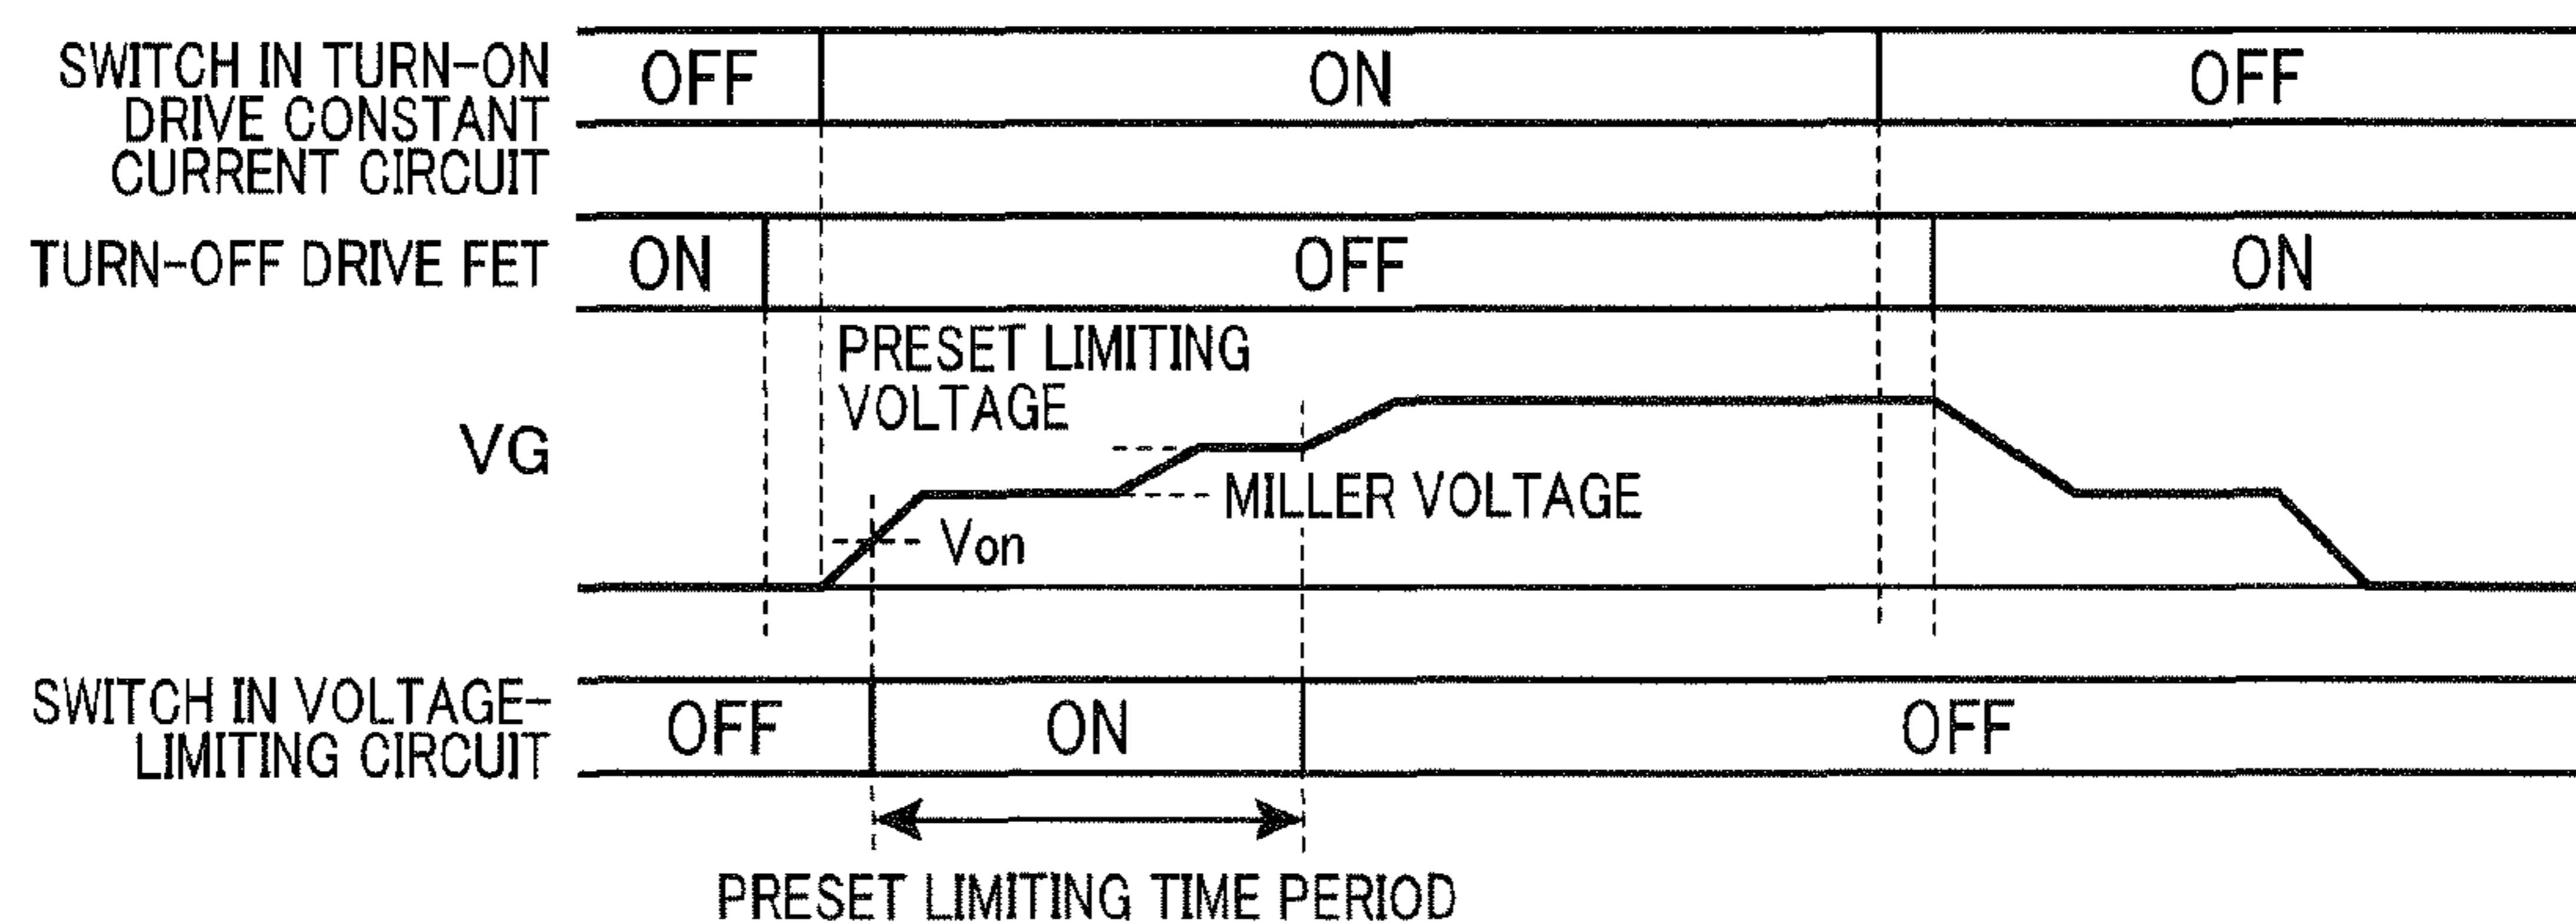 SWITCH IN TURN-ON
DRIVE CONSTANT
CURRENT CIRCUIT
OFF
ON
OFF
TURN-OFF DRIVE FET
ON
OFF
ON
PRESET LIMITING
VOLTAGE
VG
MILLER VOLTAGE
Von
SWITCH IN VOLTAGE-
LIMITING CIRCUIT
OFF
ON
OFF
PRESET LIMITING TIME PERIOD